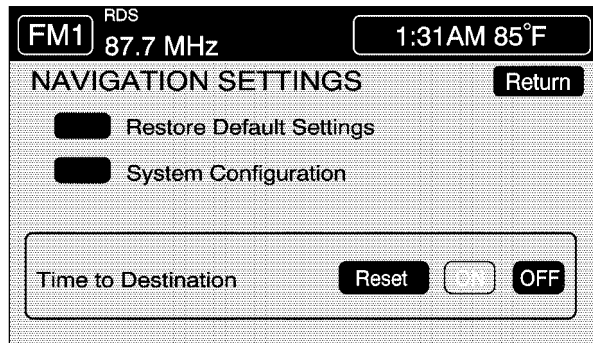 FM1 RDS
87.7 MHz
1:31AM 85°F
NAVIGATION SETTINGS
Return
Restore Default Settings
System Configuration
Time to Destination
Reset
ON
OFF